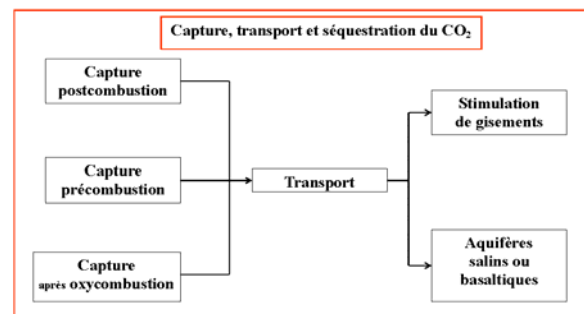 Capture, transport et séquestration du CO₂
Capture
postcombustion
Capture
précombustion
Capture
après oxycombustion
Transport
Stimulation
de gisements
Aquifères
salins ou
basaltiques